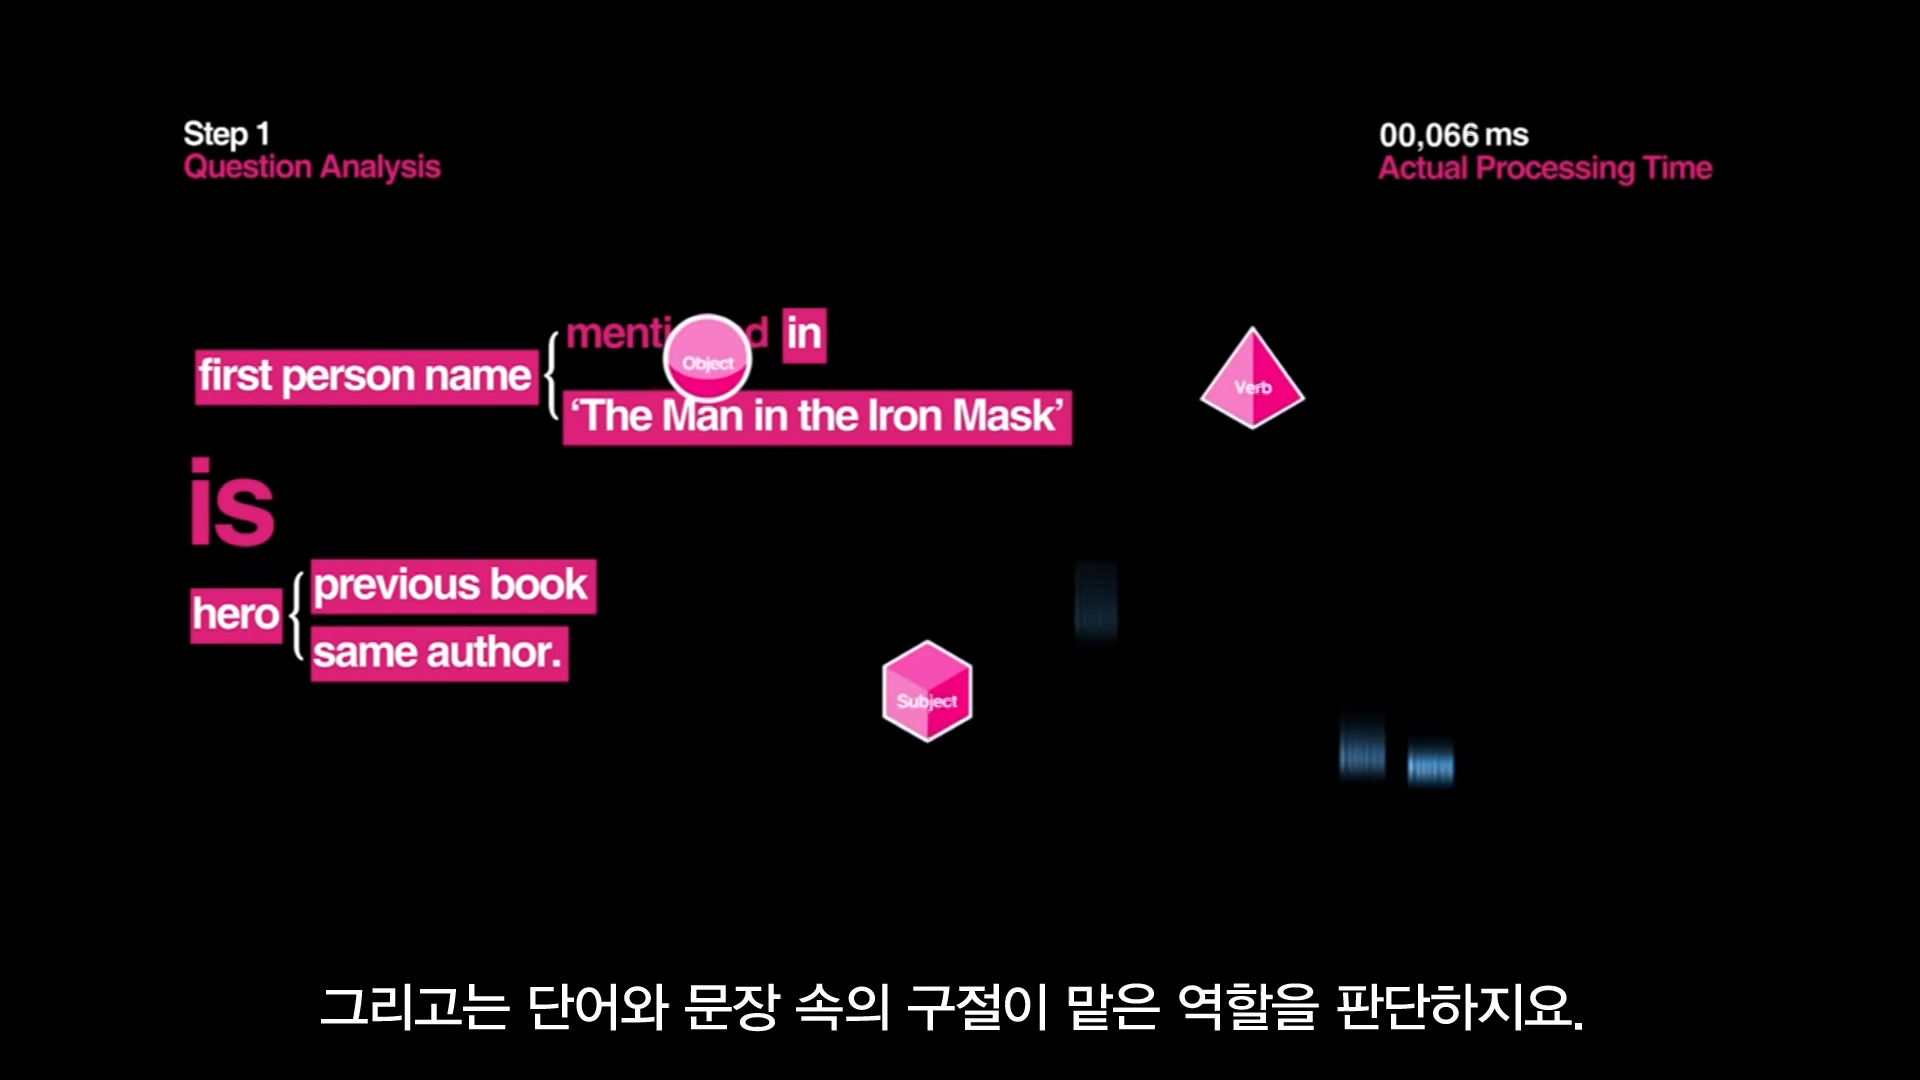 Step 1
Question Analysis
00,066 ms
Actual Processing Time
first person name
in
Object
'The Man in the Iron Mask'
Verb
is
hero
previous book
same author.
Subject
그리고는 단어와 문장 속의 구절이 맡은 역할을 판단하지요.